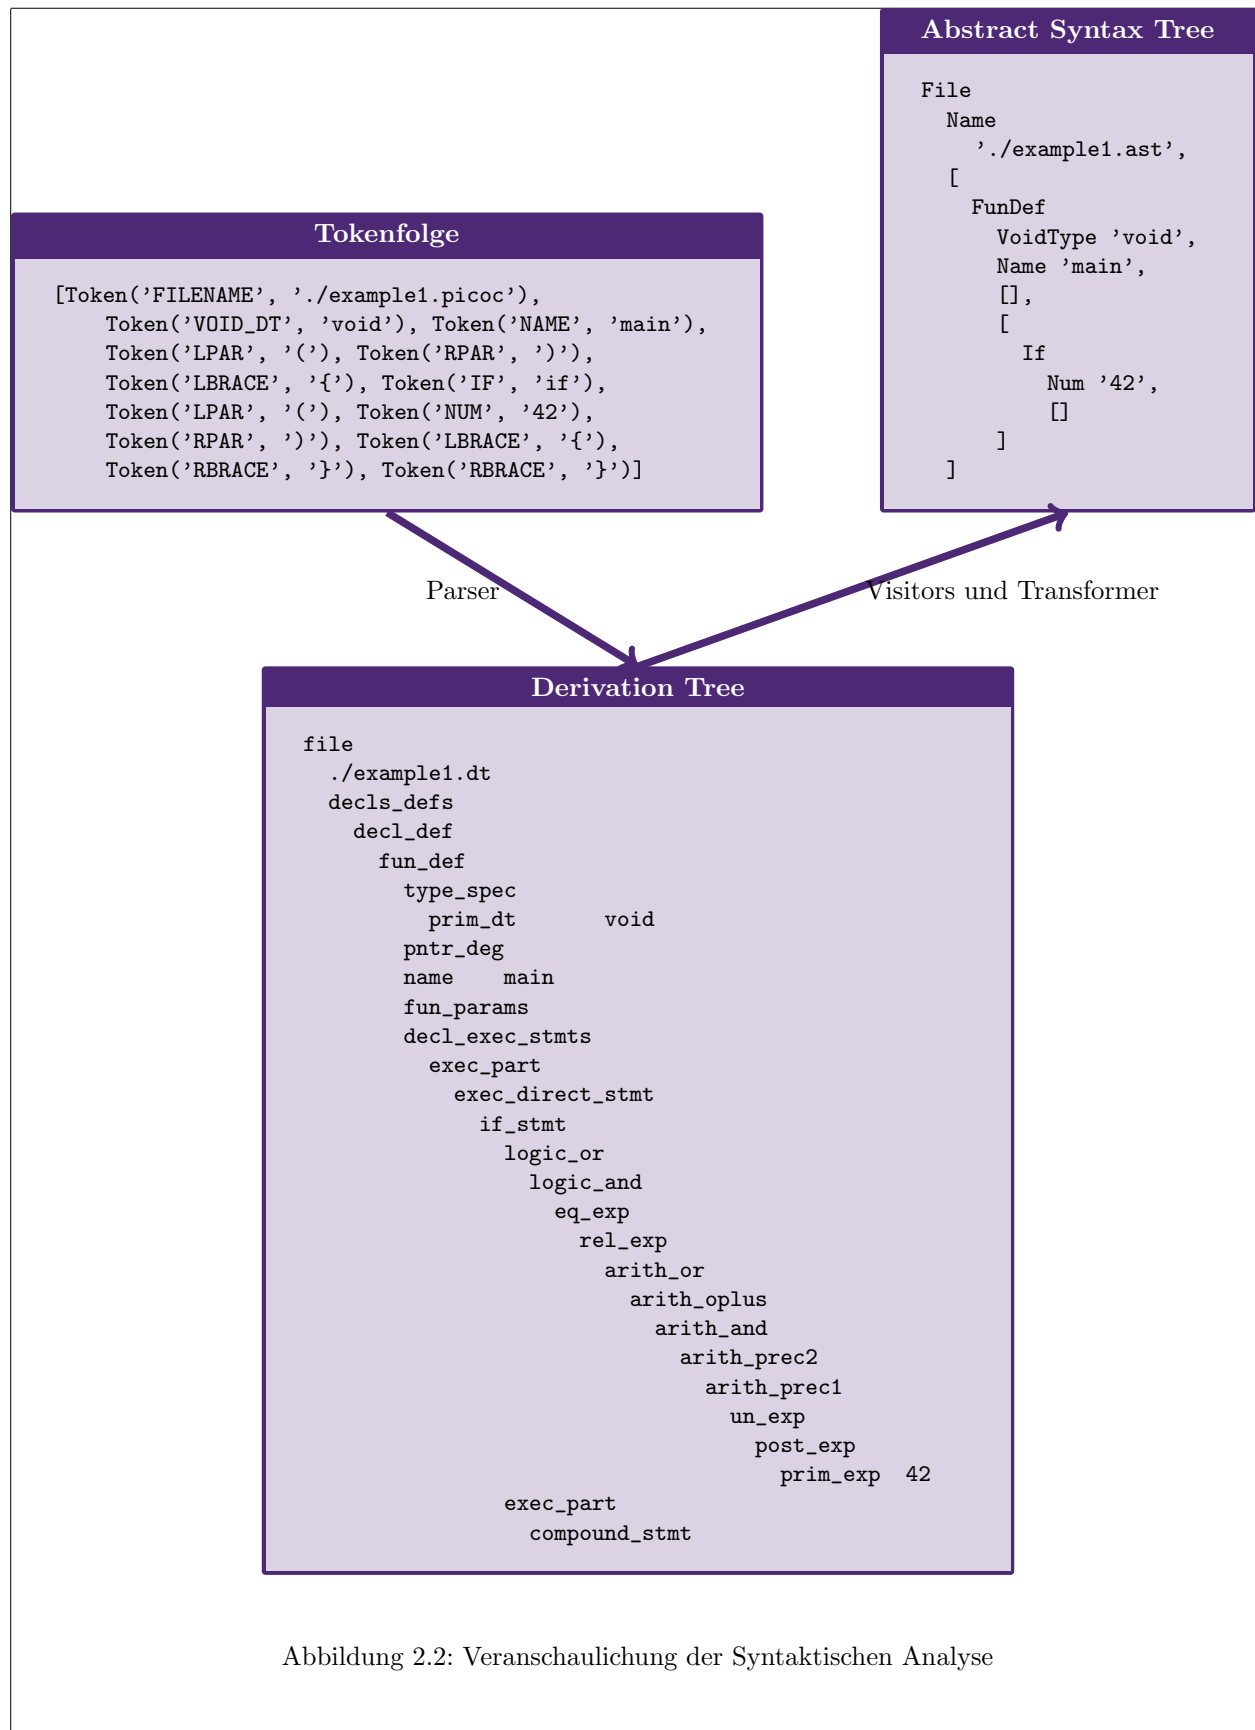 Abstract Syntax Tree
File
  Name
    './example1.ast',
  [
    FunDef
      VoidType 'void',
      Name 'main',
      [],
      [
        If
          Num '42',
          []
      ]
  ]
Tokenfolge
[Token('FILENAME', './example1.picoc'),
    Token('VOID_DT', 'void'), Token('NAME', 'main'),
    Token('LPAR', '('), Token('RPAR', ')'),
    Token('LBRACE', '{'), Token('IF', 'if'),
    Token('LPAR', '('), Token('NUM', '42'),
    Token('RPAR', ')'), Token('LBRACE', '{'),
    Token('RBRACE', '}'), Token('RBRACE', '}')]
Parser
Visitors und Transformer
Derivation Tree
file
  ./example1.dt
  decls_defs
    decl_def
      fun_def
        type_spec
          prim_dt       void
        pntr_deg
        name    main
        fun_params
        decl_exec_stmts
          exec_part
            exec_direct_stmt
              if_stmt
                logic_or
                  logic_and
                    eq_exp
                      rel_exp
                        arith_or
                          arith_oplus
                            arith_and
                              arith_prec2
                                arith_prec1
                                  un_exp
                                    post_exp
                                      prim_exp  42
                exec_part
                  compound_stmt
Abbildung 2.2: Veranschaulichung der Syntaktischen Analyse